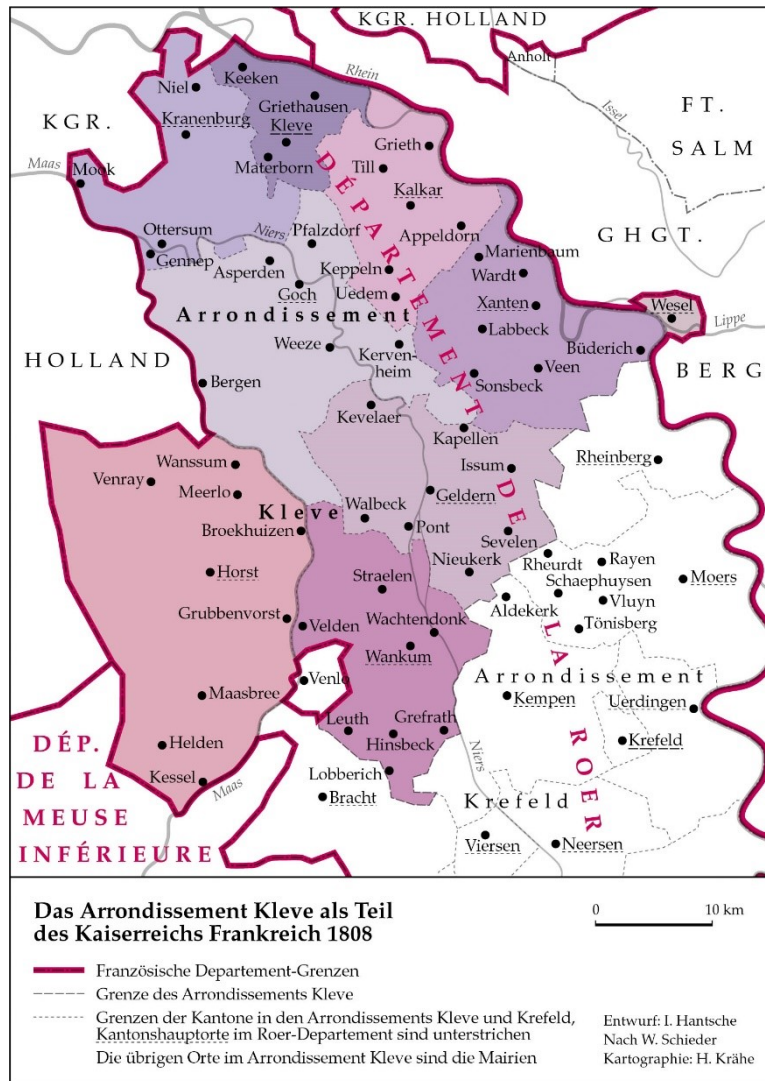 KGR. HOLLAND
Anholt
Keeken
Rhein
Niel
Griethausen
Issel
FT.
SALM
KGR.
Kranenburg
Kleve
Grieth
Maas
Mook
Materborn
Till
Kalkar
DÉPARTEMENT DE LA ROER
Ottersum
Niers
Pfalzdorf
Appeldorn
GHGT.
Gennep
Asperden
Keppeln
Marienbaum
Wardt
Goch
Uedem
Xanten
Wesel
Arrondissement
Lippe
HOLLAND
Weeze
Kerven-
heim
Labbeck
Büderich
BERG
Bergen
Sonsbeck
Veen
Kevelaer
Kapellen
Wanssum
Issum
Rheinberg
Venray
Meerlo
Geldern
Kleve
Walbeck
Broekhuizen
Pont
Sevelen
Horst
Nieukerk
Rheurdt
Rayen
Straelen
Schaephuysen
Moers
Aldekerk
Vluyn
Grubbenvorst
Velden
Wachtendonk
Tönisberg
Wankum
Arrondissement
Venlo
Maasbree
Kempen
Uerdingen
Leuth
Grefrath
DÉP.
DE LA
MEUSE
INFÉRIEURE
Helden
Hinsbeck
Krefeld
Kessel
Maas
Lobberich
Niers
Bracht
Krefeld
Viersen
Neersen
Das Arrondissement Kleve als Teil
des Kaiserreichs Frankreich 1808
0 10 km
Französische Departement-Grenzen
Grenze des Arrondissements Kleve
Grenzen der Kantone in den Arrondissements Kleve und Krefeld,
Kantonshauptorte im Roer-Departement sind unterstrichen
Die übrigen Orte im Arrondissement Kleve sind die Mairien
Entwurf: I. Hantsche
Nach W. Schieder
Kartographie: H. Krähe